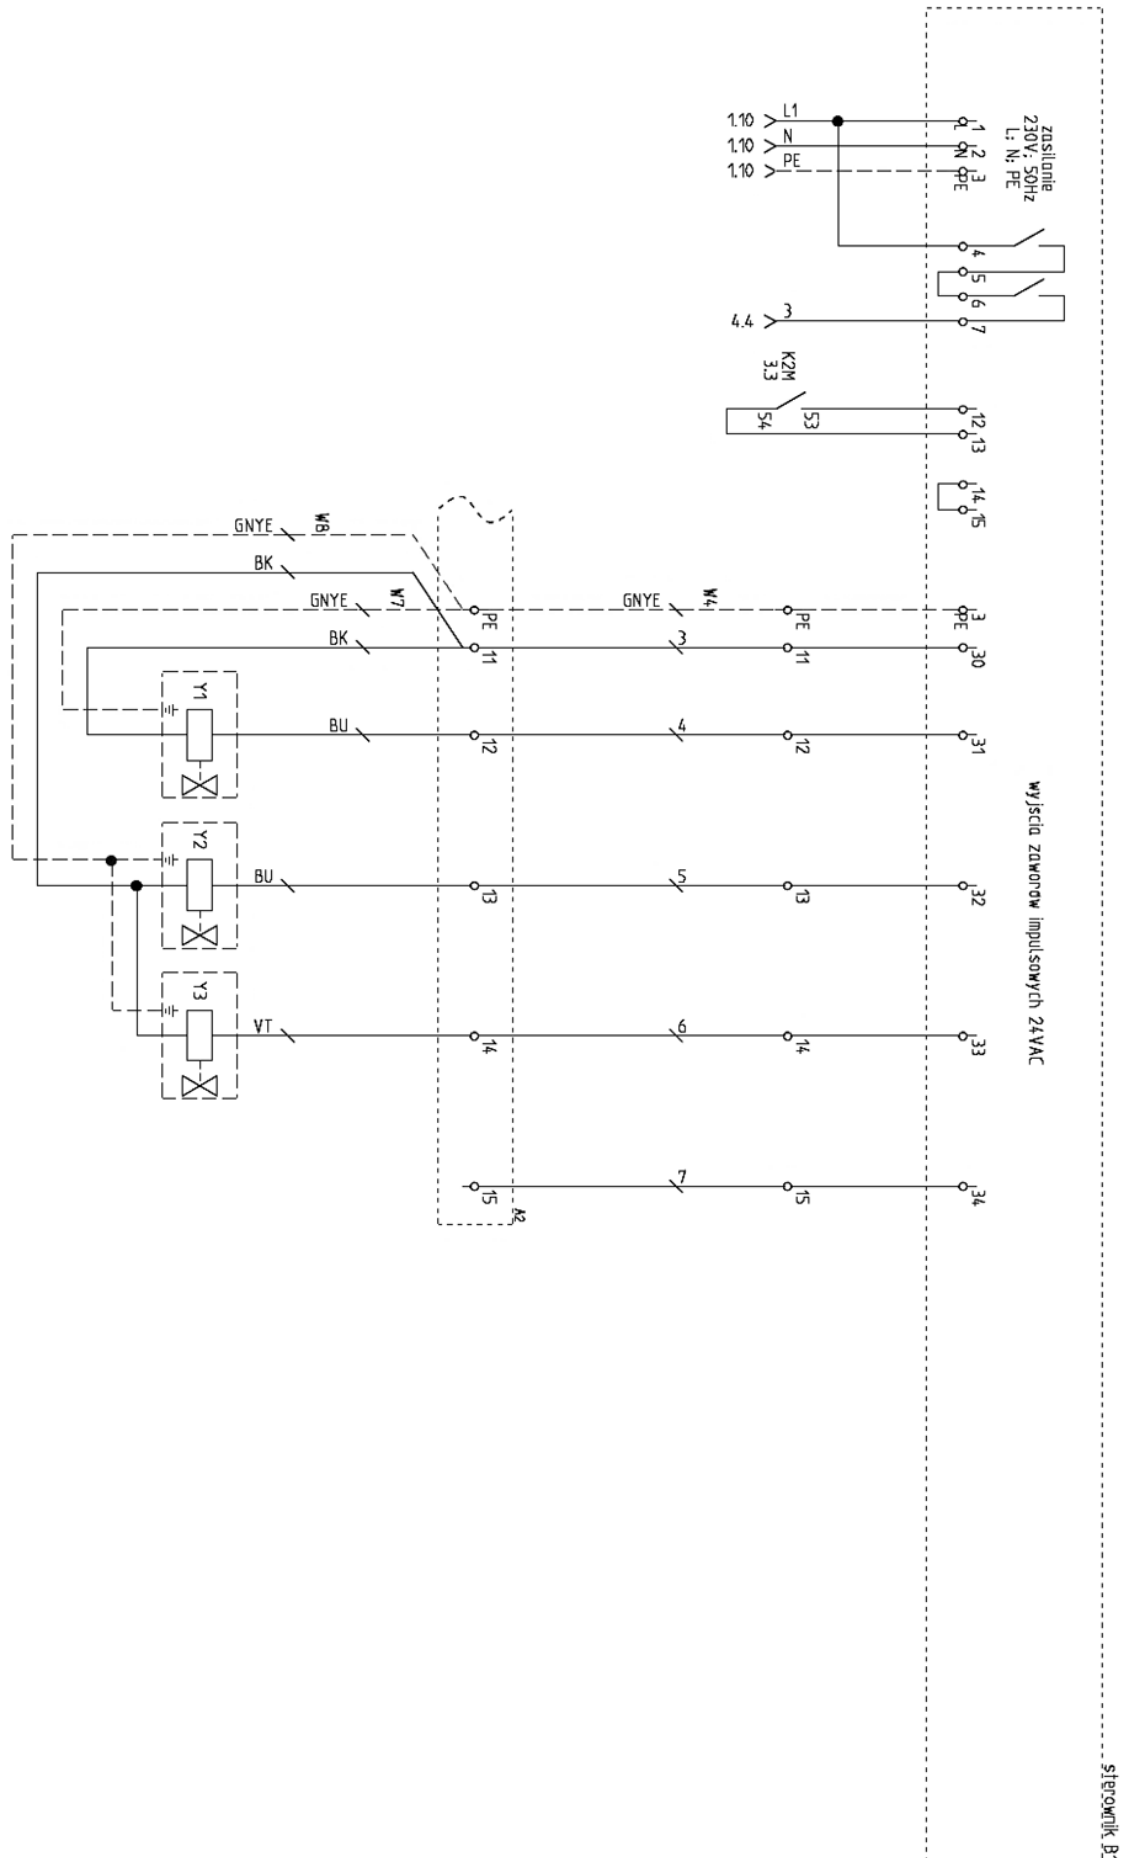 zasilanie
230V; 50Hz
L; N; PE
1.10
L1
L
1
1.10
N
N
2
1.10
PE
PE
3
4
5
6
4.4
3
7
K2M
3.3
54
53
12
13
14
15
GNYE
W8
BK
GNYE
W7
PE
GNYE
W4
PE
PE
3
BK
11
3
11
30
Y1
BU
12
4
12
31
wyjscia zaworów impulsowych 24VAC
Y2
BU
13
5
13
32
Y3
VT
14
6
14
33
15
7
15
34
A2
sterownik